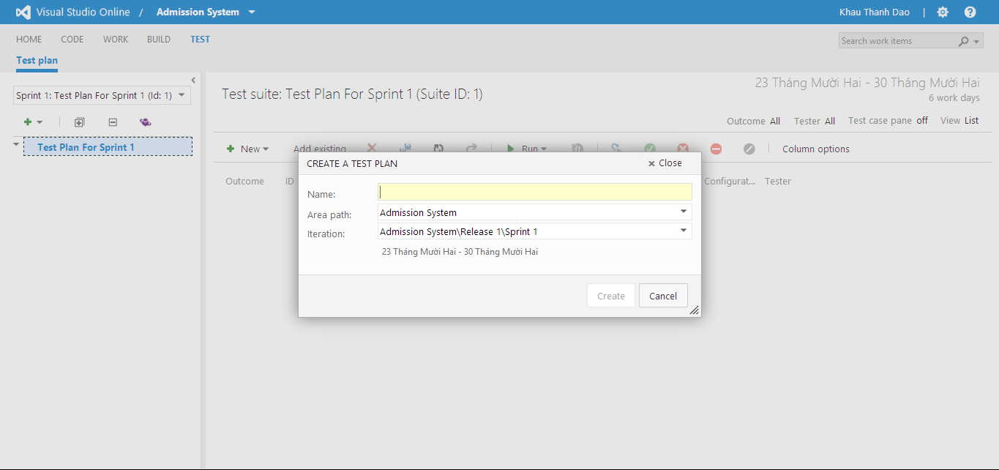 Visual Studio Online / Admission System
Khau Thanh Dao |
HOME CODE WORK BUILD TEST
Search work items
Test plan
Sprint 1: Test Plan For Sprint 1 (Id: 1)
Test Plan For Sprint 1
Test suite: Test Plan For Sprint 1 (Suite ID: 1)
23 Tháng Mười Hai - 30 Tháng Mười Hai
6 work days
Outcome All Tester All Test case pane off View List
New Add existing Run Column options
Outcome ID Configurat... Tester
CREATE A TEST PLAN
Close
Name:
Area path: Admission System
Iteration: Admission System\Release 1\Sprint 1
23 Tháng Mười Hai - 30 Tháng Mười Hai
Create Cancel